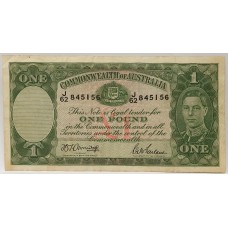 COMMONWEALTH OF AUSTRALIA
ONE
1
J/62 845156 J/62 845156
This Note is legal tender for
ONE POUND
in the Commonwealth and in all
Territories under the control of the
Commonwealth
1
ONE
ONE